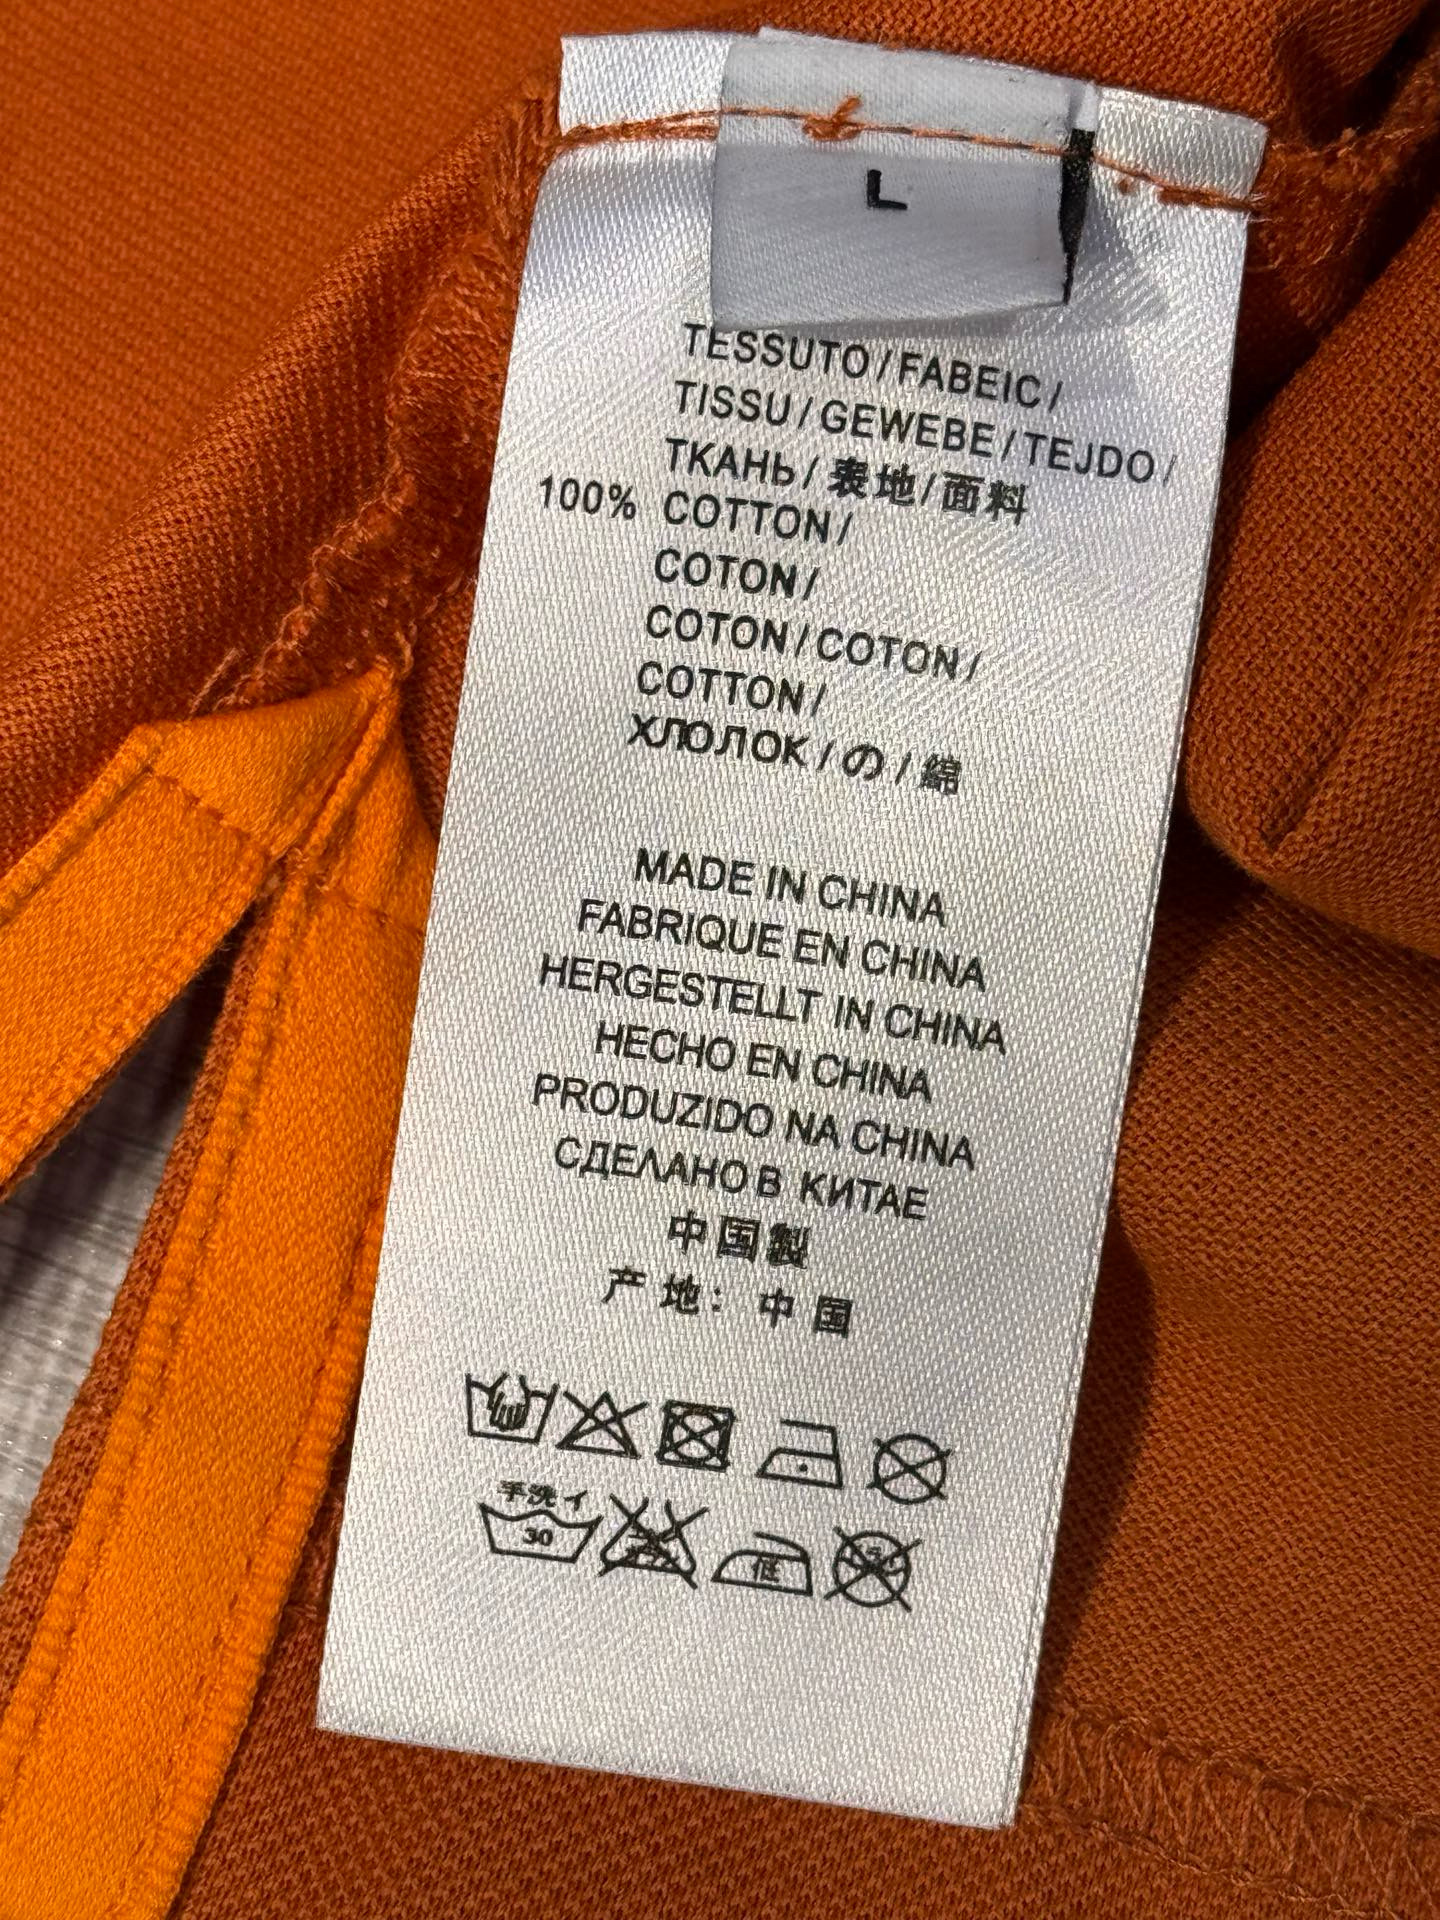 L
TESSUTO/FABEIC/
TISSU/GEWEBE/TEJDO/
ТКАНЬ/表地/面料
100% COTTON/
COTON/
COTON/COTON/
COTTON/
ХЛОЛОК/の/綿
MADE IN CHINA
FABRIQUE EN CHINA
HERGESTELLT IN CHINA
HECHO EN CHINA
PRODUZIDO NA CHINA
СДЕЛАНО В КИТАЕ
中国製
产地：中国
手洗イ
30
低